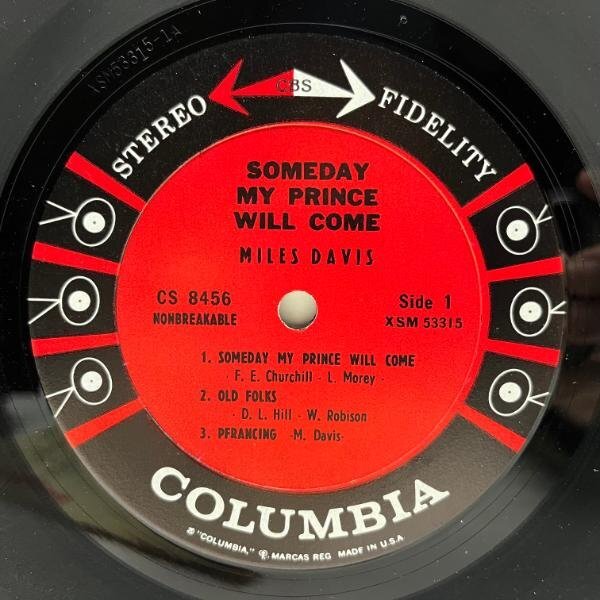 XSM53315-1A
STEREO CBS FIDELITY
SOMEDAY
MY PRINCE
WILL COME
MILES DAVIS
CS 8456
NONBREAKABLE
Side 1
XSM 53315
1. SOMEDAY MY PRINCE WILL COME
- F. E. Churchill - L. Morey -
2. OLD FOLKS
- D. L. Hill - W. Robison
3. PFRANCING -M. Davis-
COLUMBIA
® "COLUMBIA," MARCAS REG. MADE IN U.S.A.